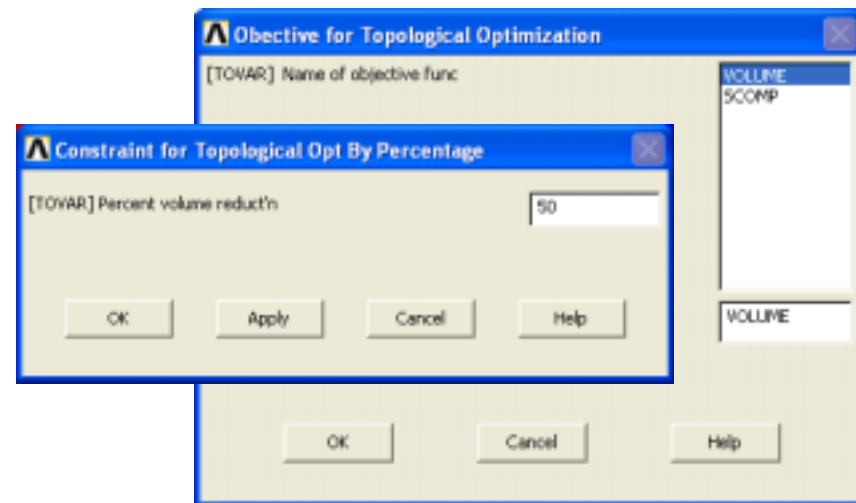 Obective for Topological Optimization
[TOVAR] Name of objective func
VOLUME
SCOMP
Constraint for Topological Opt By Percentage
[TOVAR] Percent volume reduct'n
50
OK Apply Cancel Help
VOLUME
OK Cancel Help